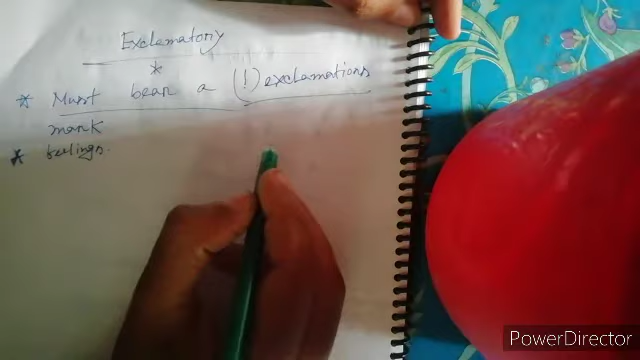 Exclamatory
*
* Must bear a (!) exclamations
mark
* feelings.
PowerDirector